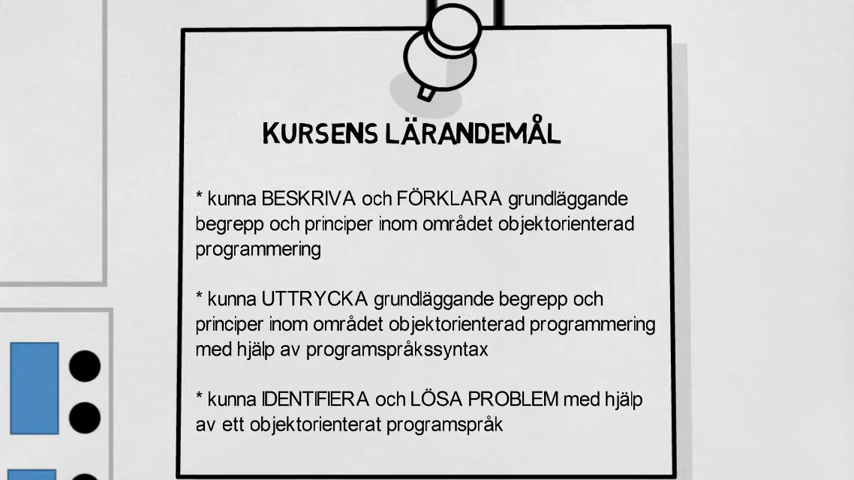 KURSENS LÄRANDEMÅL
* kunna BESKRIVA och FÖRKLARA grundläggande
begrepp och principer inom området objektorienterad
programmering
* kunna UTTRYCKA grundläggande begrepp och
principer inom området objektorienterad programmering
med hjälp av programspråkssyntax
* kunna IDENTIFIERA och LÖSA PROBLEM med hjälp
av ett objektorienterat programspråk